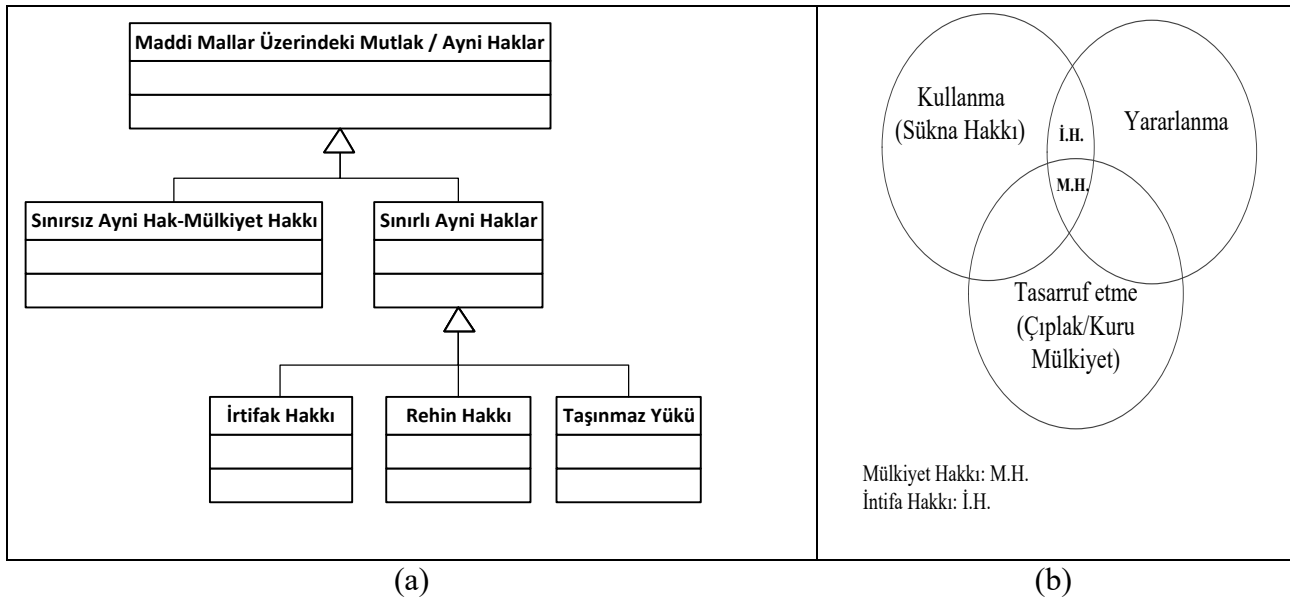 Maddi Mallar Üzerindeki Mutlak / Ayni Haklar
Sınırsız Ayni Hak-Mülkiyet Hakkı
Sınırlı Ayni Haklar
İrtifak Hakkı
Rehin Hakkı
Taşınmaz Yükü
(a)
Kullanma
(Sükna Hakkı)
Yararlanma
İ.H.
M.H.
Tasarruf etme
(Çıplak/Kuru
Mülkiyet)
Mülkiyet Hakkı: M.H.
İntifa Hakkı: İ.H.
(b)